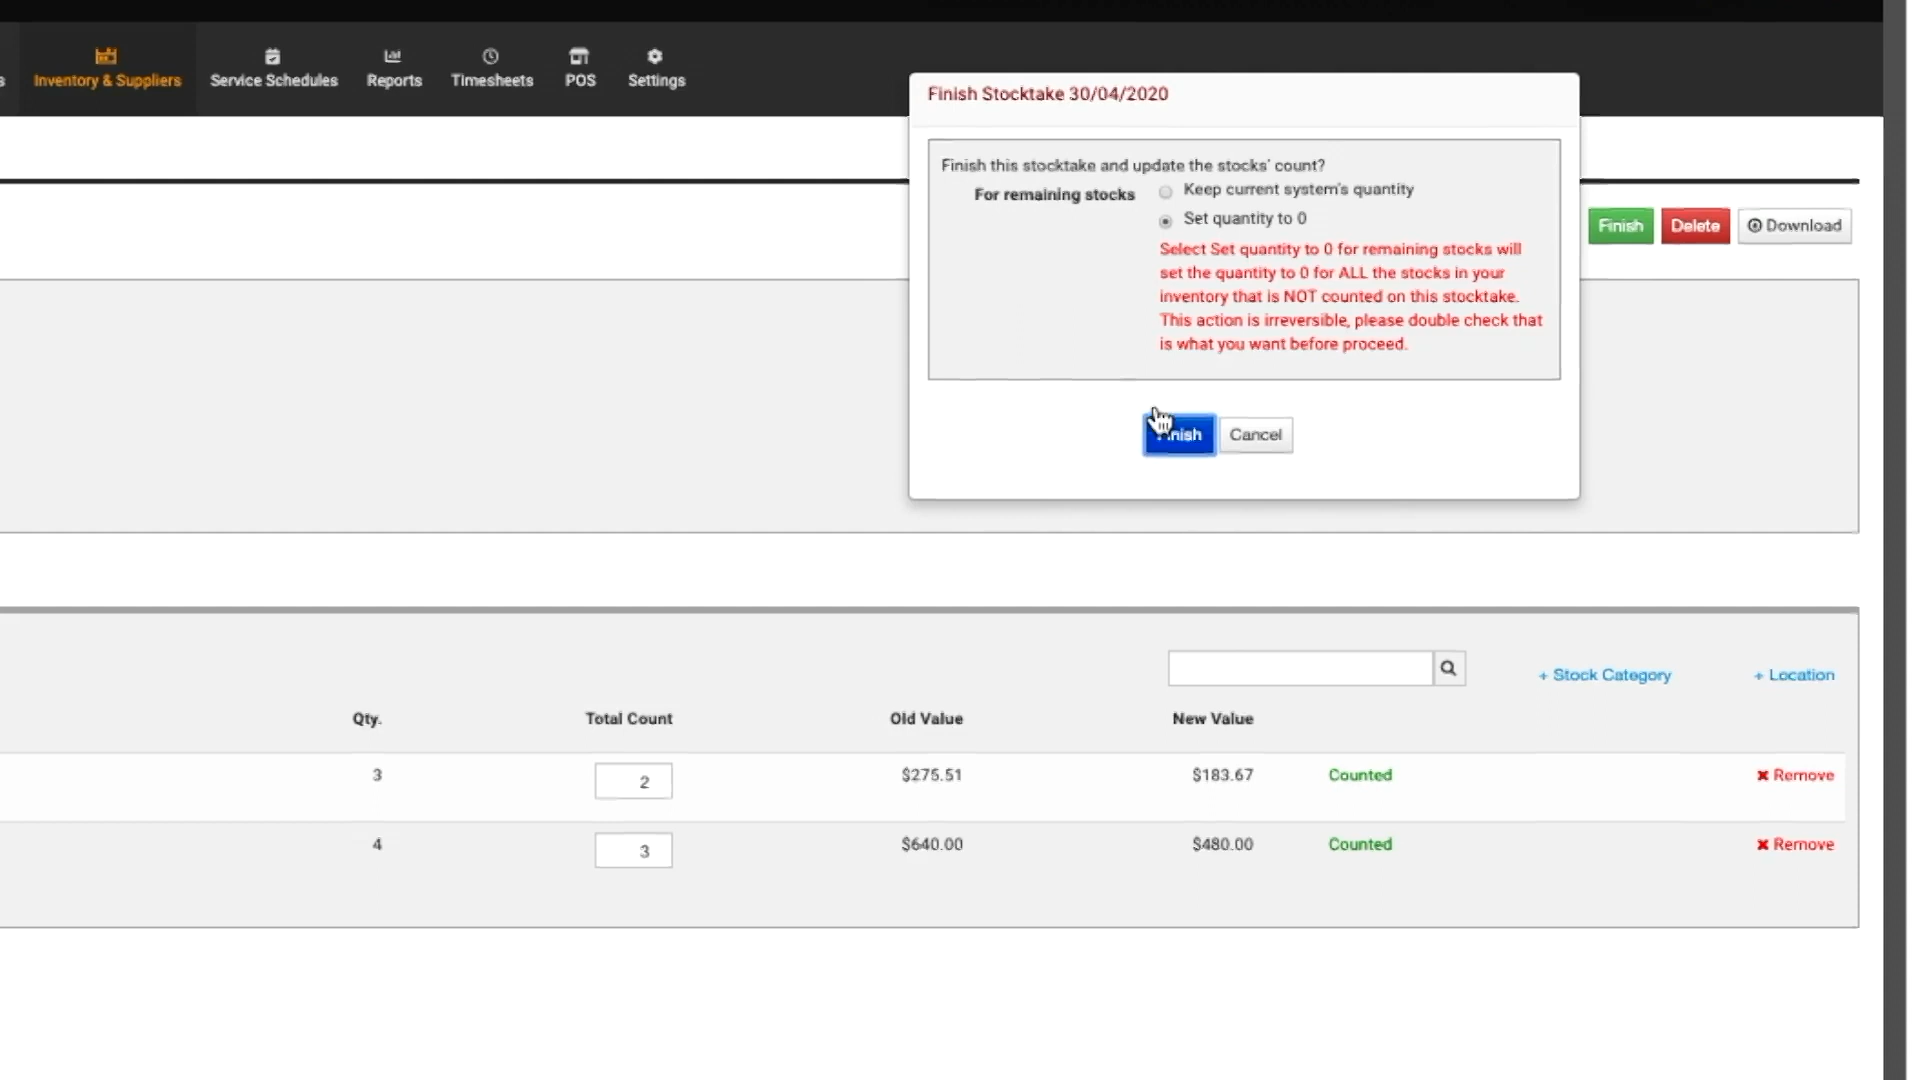 s
Inventory & Suppliers
Service Schedules
Reports
Timesheets
POS
Settings
Finish Stocktake 30/04/2020
Finish this stocktake and update the stocks' count?
For remaining stocks
Keep current system's quantity
Set quantity to 0
Select Set quantity to 0 for remaining stocks will
set the quantity to 0 for ALL the stocks in your
inventory that is NOT counted on this stocktake.
This action is irreversible, please double check that
is what you want before proceed.
Finish
Cancel
Finish
Delete
Download
+ Stock Category
+ Location
Qty.
Total Count
Old Value
New Value
3
2
$275.51
$183.67
Counted
Remove
4
3
$640.00
$480.00
Counted
Remove